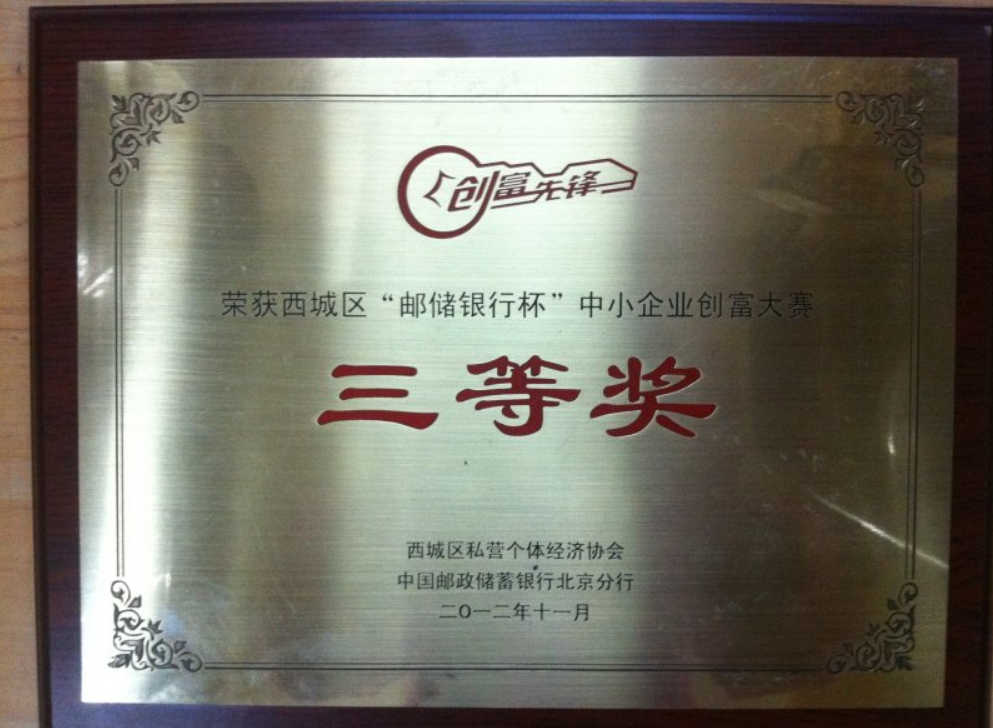 创富先锋
荣获西城区“邮储银行杯”中小企业创富大赛
三等奖
西城区私营个体经济协会
中国邮政储蓄银行北京分行
二〇一二年十一月